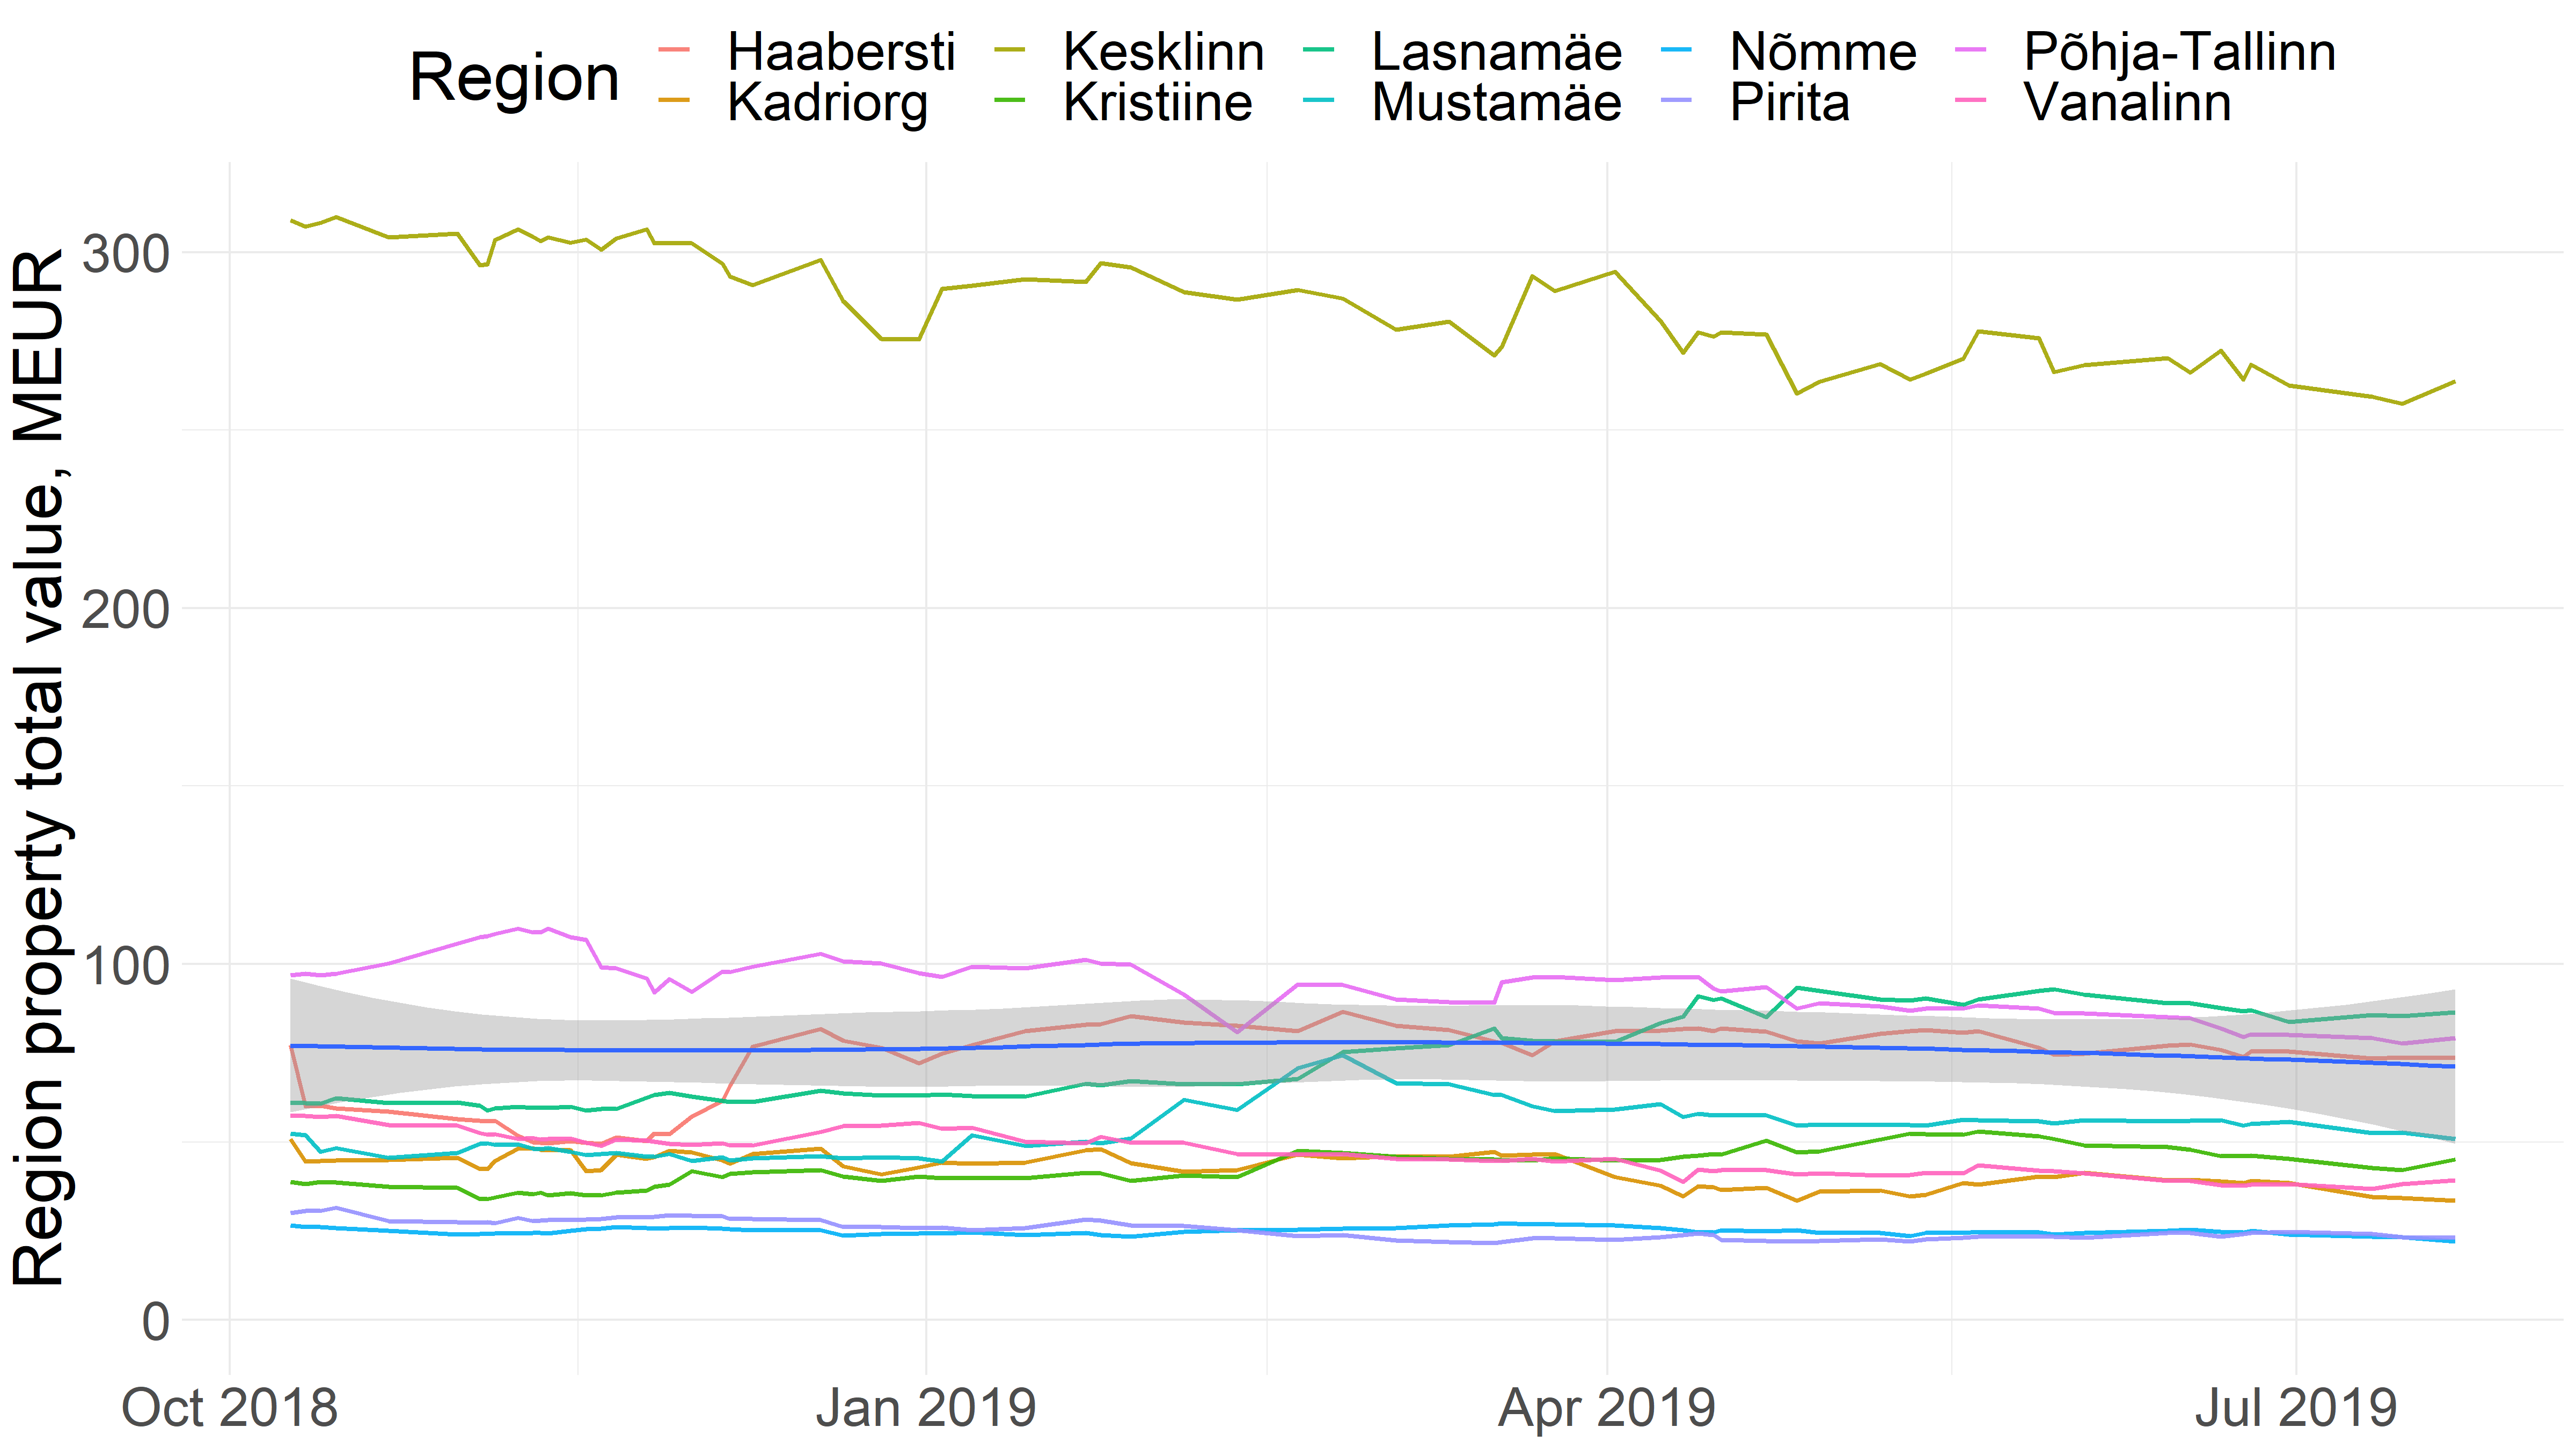 Region
Haabersti Kesklinn Lasnamäe Nõmme Põhja-Tallinn
Kadriorg Kristiine Mustamäe Pirita Vanalinn
Region property total value, MEUR
300
200
100
0
Oct 2018 Jan 2019 Apr 2019 Jul 2019